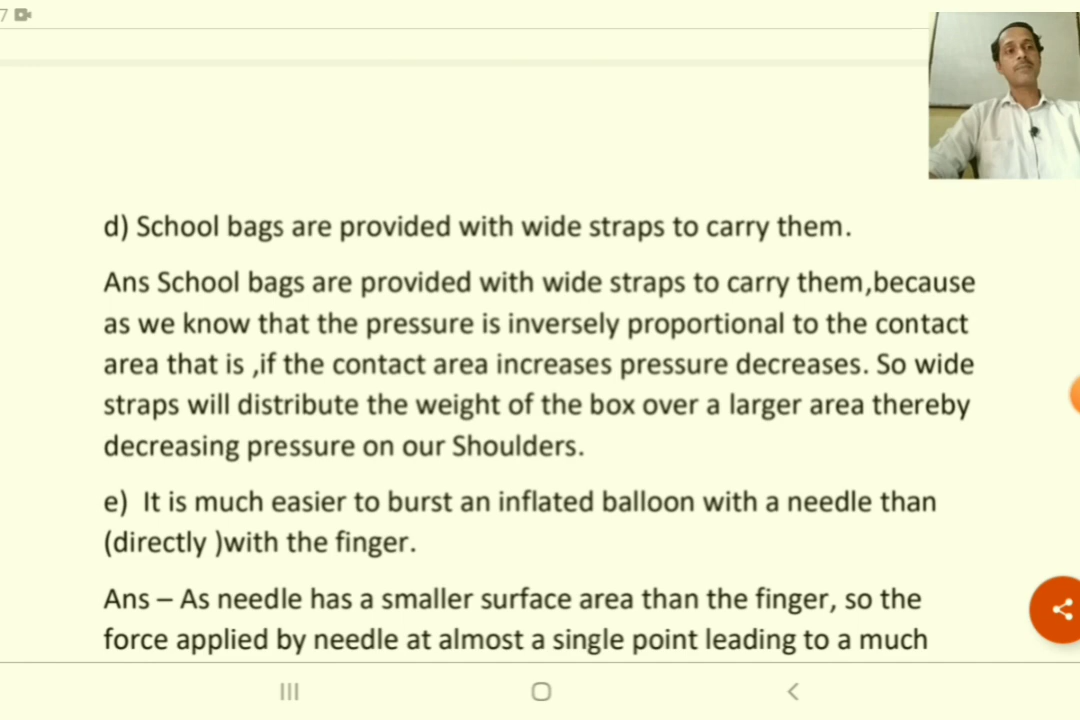 7
d) School bags are provided with wide straps to carry them.
Ans School bags are provided with wide straps to carry them,because
as we know that the pressure is inversely proportional to the contact
area that is ,if the contact area increases pressure decreases. So wide
straps will distribute the weight of the box over a larger area thereby
decreasing pressure on our Shoulders.
e)  It is much easier to burst an inflated balloon with a needle than
(directly )with the finger.
Ans – As needle has a smaller surface area than the finger, so the
force applied by needle at almost a single point leading to a much